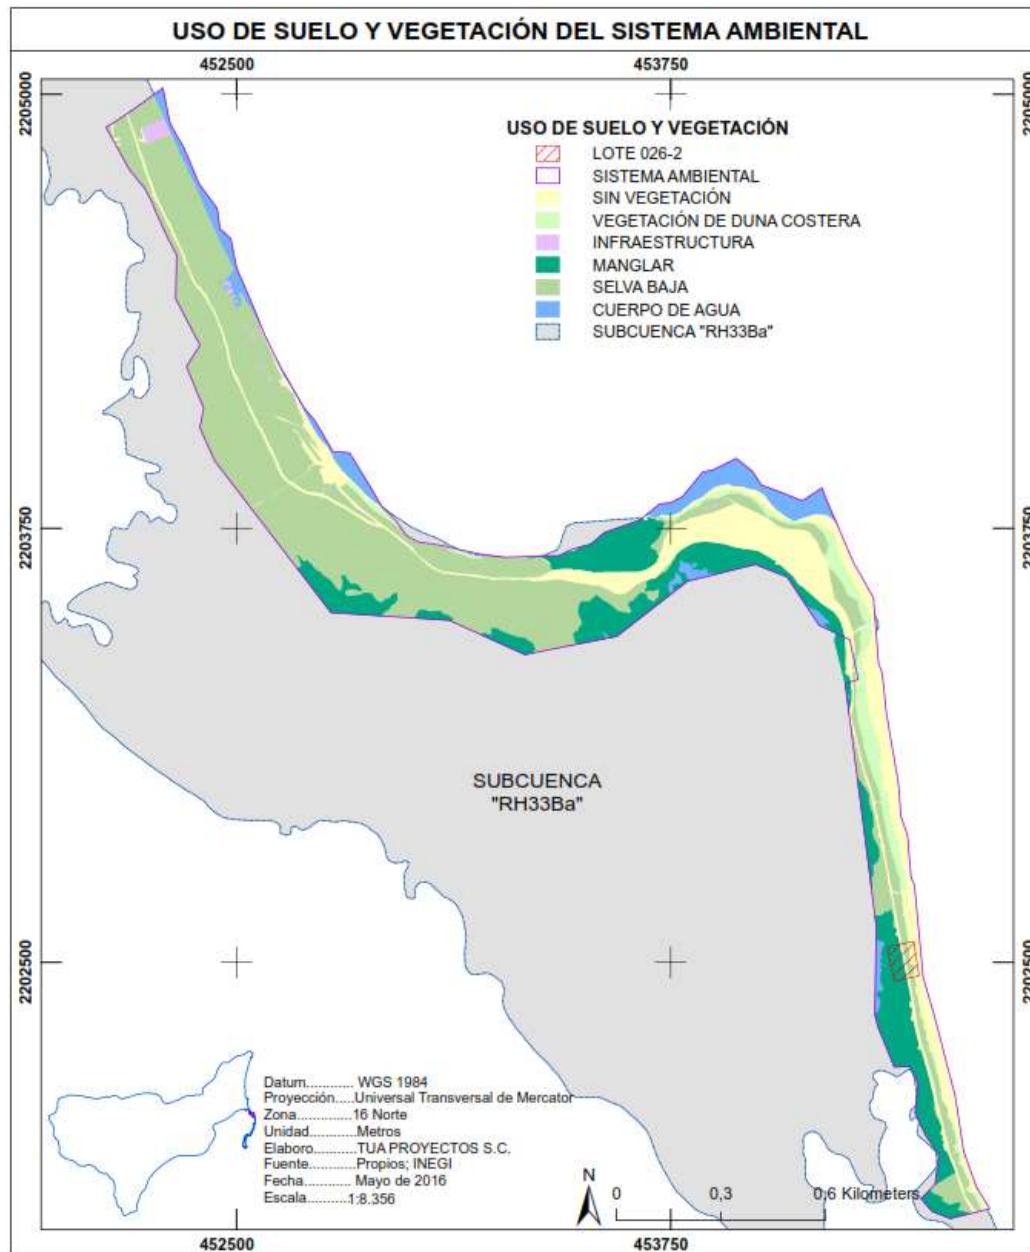 USO DE SUELO Y VEGETACIÓN DEL SISTEMA AMBIENTAL
452500
453750
2205000
2205000
USO DE SUELO Y VEGETACIÓN
LOTE 026-2
SISTEMA AMBIENTAL
SIN VEGETACIÓN
VEGETACIÓN DE DUNA COSTERA
INFRAESTRUCTURA
MANGLAR
SELVA BAJA
CUERPO DE AGUA
SUBCUENCA "RH33Ba"
2203750
2203750
SUBCUENCA
"RH33Ba"
2202500
2202500
Datum............ WGS 1984
Proyección.....Universal Transversal de Mercator
Zona..............16 Norte
Unidad...........Metros
Elaboro..........TUA PROYECTOS S.C.
Fuente...........Propios; INEGI
Fecha............ Mayo de 2016
Escala...........1:8.356
N
0
0,3
0,6 Kilometers
452500
453750